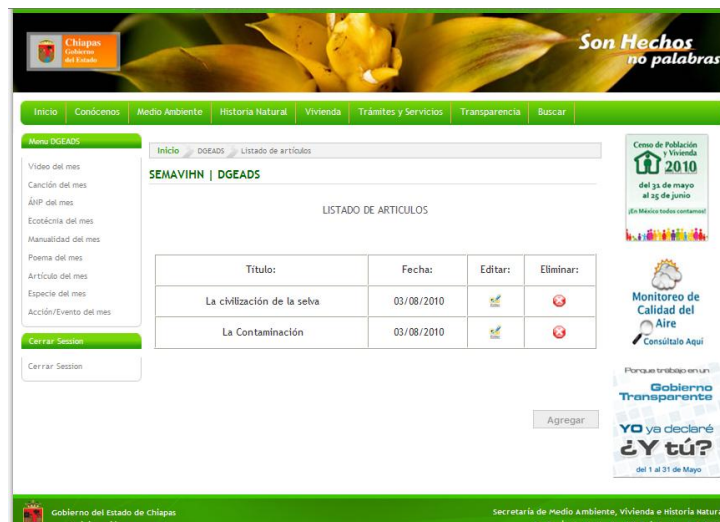 Chiapas
Gobierno
del Estado
Son Hechos
no palabras
Inicio
Conócenos
Medio Ambiente
Historia Natural
Vivienda
Trámites y Servicios
Transparencia
Buscar
Menu DGEADS
Video del mes
Canción del mes
ÁNP del mes
Ecotécnia del mes
Manualidad del mes
Poema del mes
Artículo del mes
Especie del mes
Acción/Evento del mes
Cerrar Session
Cerrar Session
Inicio DGEADS Listado de artículos
SEMAVIHN | DGEADS
LISTADO DE ARTICULOS
Título: Fecha: Editar: Eliminar:
La civilización de la selva 03/08/2010
La Contaminación 03/08/2010
Agregar
Censo de Población
y Vivienda
2010
del 31 de mayo
al 25 de junio
¡En México todos contamos!
Monitoreo de
Calidad del
Aire
Consúltalo Aquí
Porque trabajo en un
Gobierno
Transparente
YO ya declaré
¿Y tú?
del 1 al 31 de Mayo
Gobierno del Estado de Chiapas
Secretaría de Medio Ambiente, Vivienda e Historia Natura